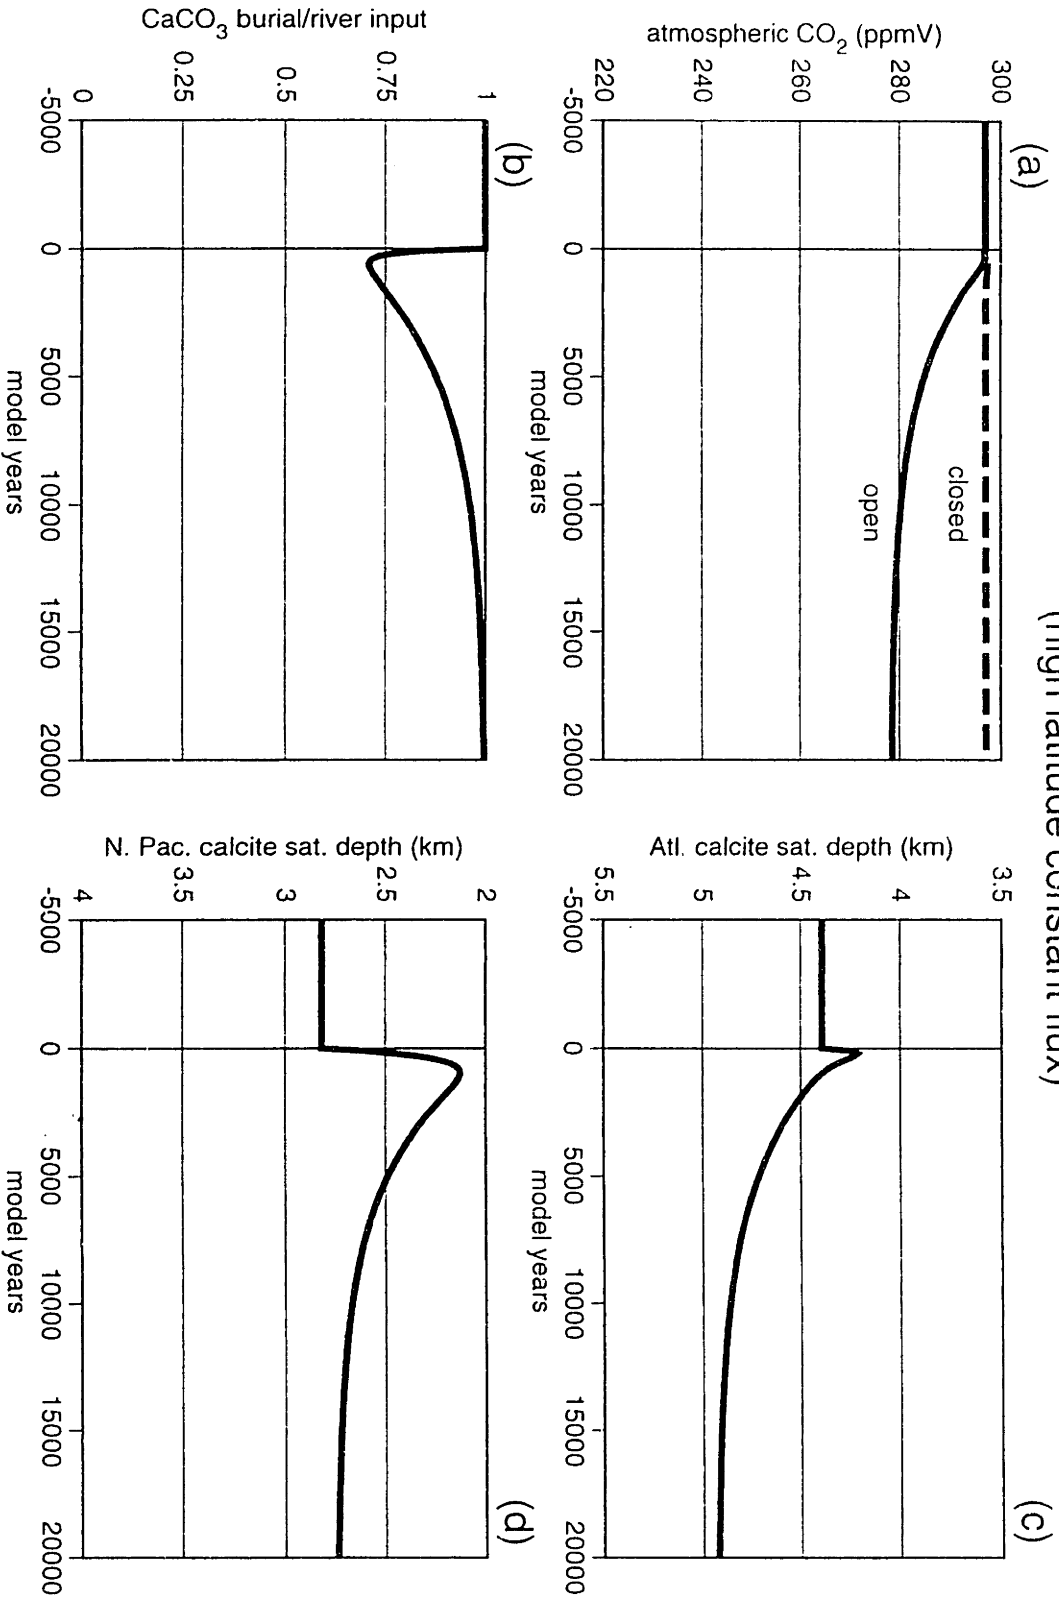 (high latitude constant flux)
(a)
atmospheric CO2 (ppmV)
300
280
260
240
220
closed
open
-5000 0 5000 10000 15000 20000
model years
(b)
CaCO3 burial/river input
1
0.75
0.5
0.25
0
-5000 0 5000 10000 15000 20000
model years
(c)
Atl. calcite sat. depth (km)
3.5
4
4.5
5
5.5
-5000 0 5000 10000 15000 20000
model years
(d)
N. Pac. calcite sat. depth (km)
2
2.5
3
3.5
4
-5000 0 5000 10000 15000 20000
model years